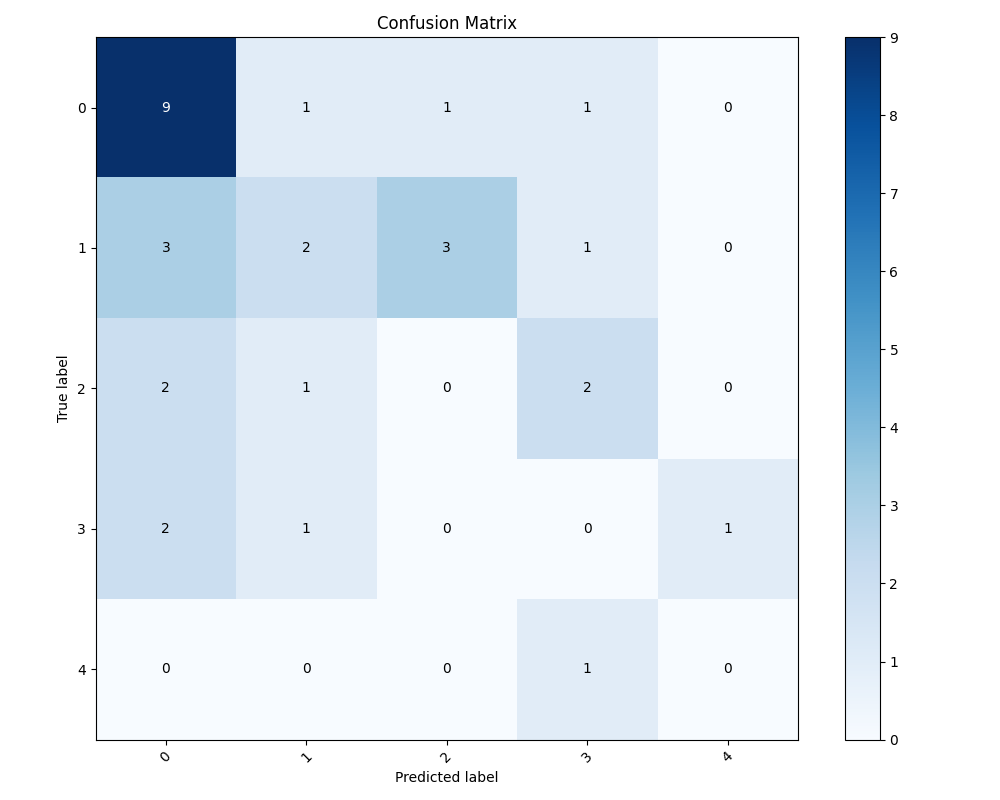 Confusion Matrix
0 9 1 1 1 0
1 3 2 3 1 0
2 2 1 0 2 0
3 2 1 0 0 1
4 0 0 0 1 0
True label
0 1 2 3 4
Predicted label
9
8
7
6
5
4
3
2
1
0